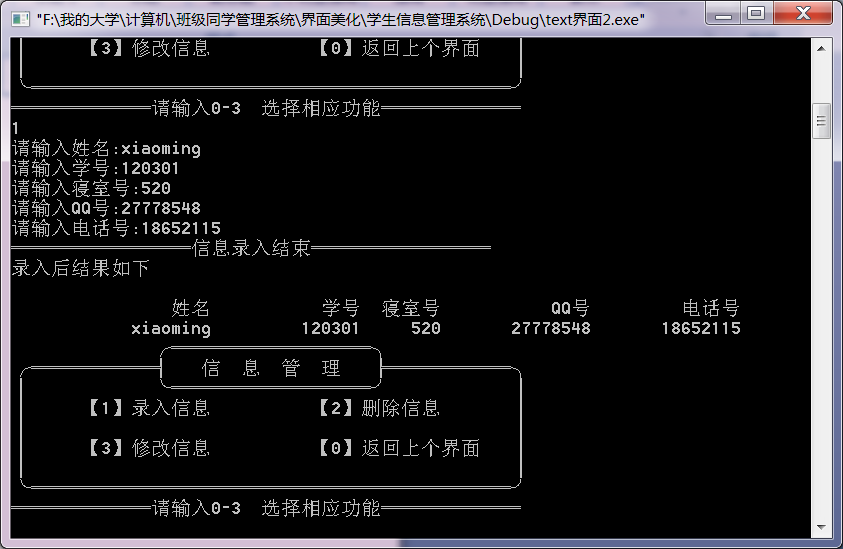 "F:\我的大学\计算机\班级同学管理系统\界面美化\学生信息管理系统\Debug\text界面2.exe"
【3】修改信息 【0】返回上个界面
请输入0-3 选择相应功能
1
请输入姓名:xiaoming
请输入学号:120301
请输入寝室号:520
请输入QQ号:27778548
请输入电话号:18652115
信息录入结束
录入后结果如下
姓名 学号 寝室号 QQ号 电话号
xiaoming 120301 520 27778548 18652115
信 息 管 理
【1】录入信息 【2】删除信息
【3】修改信息 【0】返回上个界面
请输入0-3 选择相应功能